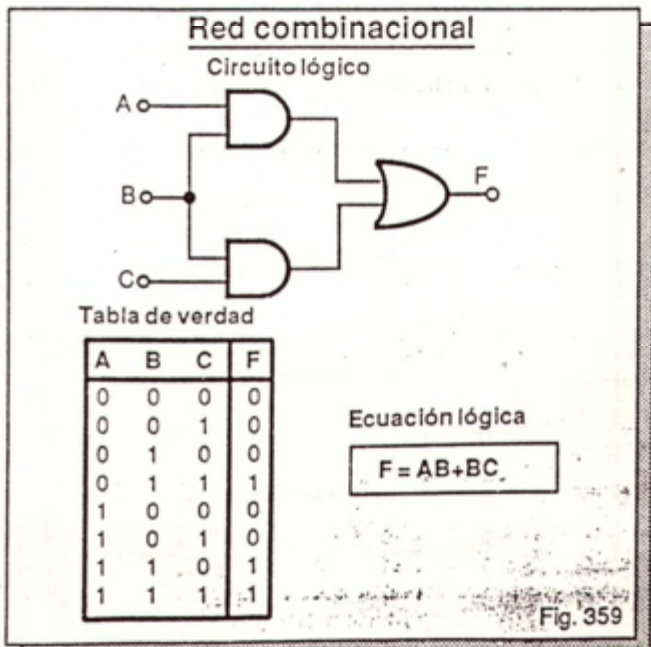 Red combinacional
Circuito lógico
A
B
C
F
Tabla de verdad
A B C F
0 0 0 0
0 0 1 0
0 1 0 0
0 1 1 1
1 0 0 0
1 0 1 0
1 1 0 1
1 1 1 1
Ecuación lógica
F = AB+BC
Fig. 359